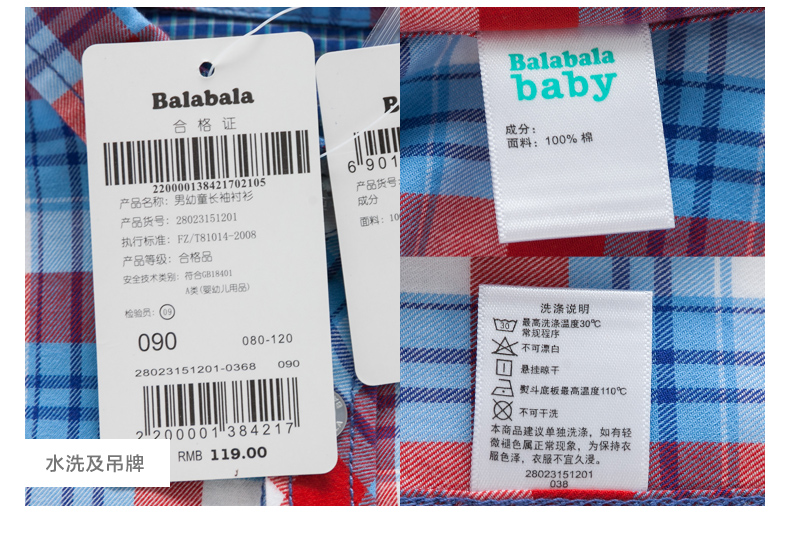 Balabala
合格证
220000138421702105
产品名称：男幼童长袖衬衫
产品货号：28023151201
执行标准：FZ/T81014-2008
产品等级：合格品
安全技术类别：符合GB18401
A类(婴幼儿用品)
检验员：09
090 080-120
28023151201-0368 090
2 200001 384217
RMB 119.00
水洗及吊牌
B
6 901
产品货号
成分
面料：10
Balabala
baby
成分：
面料：100% 棉
洗涤说明
30 最高洗涤温度30℃
常规程序
不可漂白
悬挂晾干
熨斗底板最高温度110℃
不可干洗
本商品建议单独洗涤，如有轻
微褪色属正常现象，为保持衣
服色泽，衣服不宜久浸。
28023151201
038